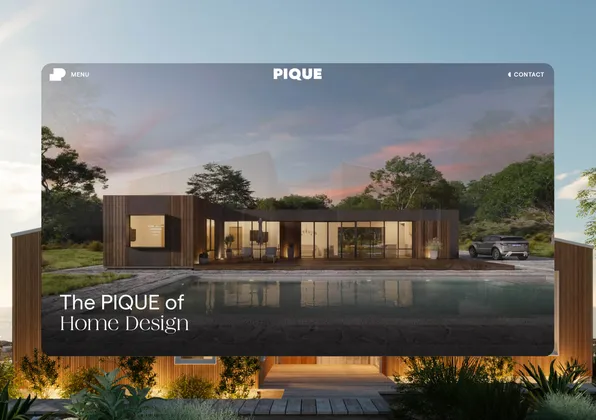 MENU
PIQUE
CONTACT
The PIQUE of
Home Design